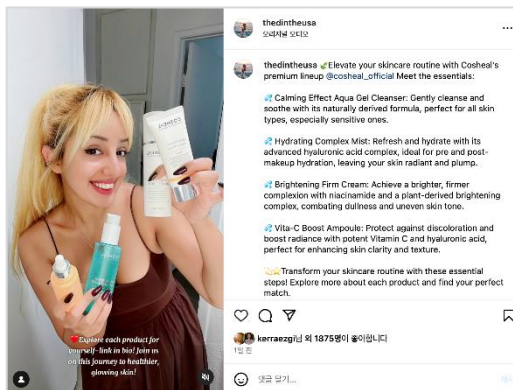 thedintheusa
오리지널 오디오
thedintheusa 🌿Elevate your skincare routine with Cosheal's
premium lineup @cosheal_official Meet the essentials:
💦 Calming Effect Aqua Gel Cleanser: Gently cleanse and
soothe with its naturally derived formula, perfect for all skin
types, especially sensitive ones.
💦 Hydrating Complex Mist: Refresh and hydrate with its
advanced hyaluronic acid complex, ideal for pre and post-
makeup hydration, leaving your skin radiant and plump.
💦 Brightening Firm Cream: Achieve a brighter, firmer
complexion with niacinamide and a plant-derived brightening
complex, combating dullness and uneven skin tone.
💦 Vita-C Boost Ampoule: Protect against discoloration and
boost radiance with potent Vitamin C and hyaluronic acid,
perfect for enhancing skin clarity and texture.
💫Transform your skincare routine with these essential
steps! Explore more about each product and find your perfect
match.
kerraezgi님 외 1875명이 좋아합니다
1일 전
댓글 달기...
❤️Explore each product for
yourself-link in bio! Join us
on this journey to healthier,
glowing skin!